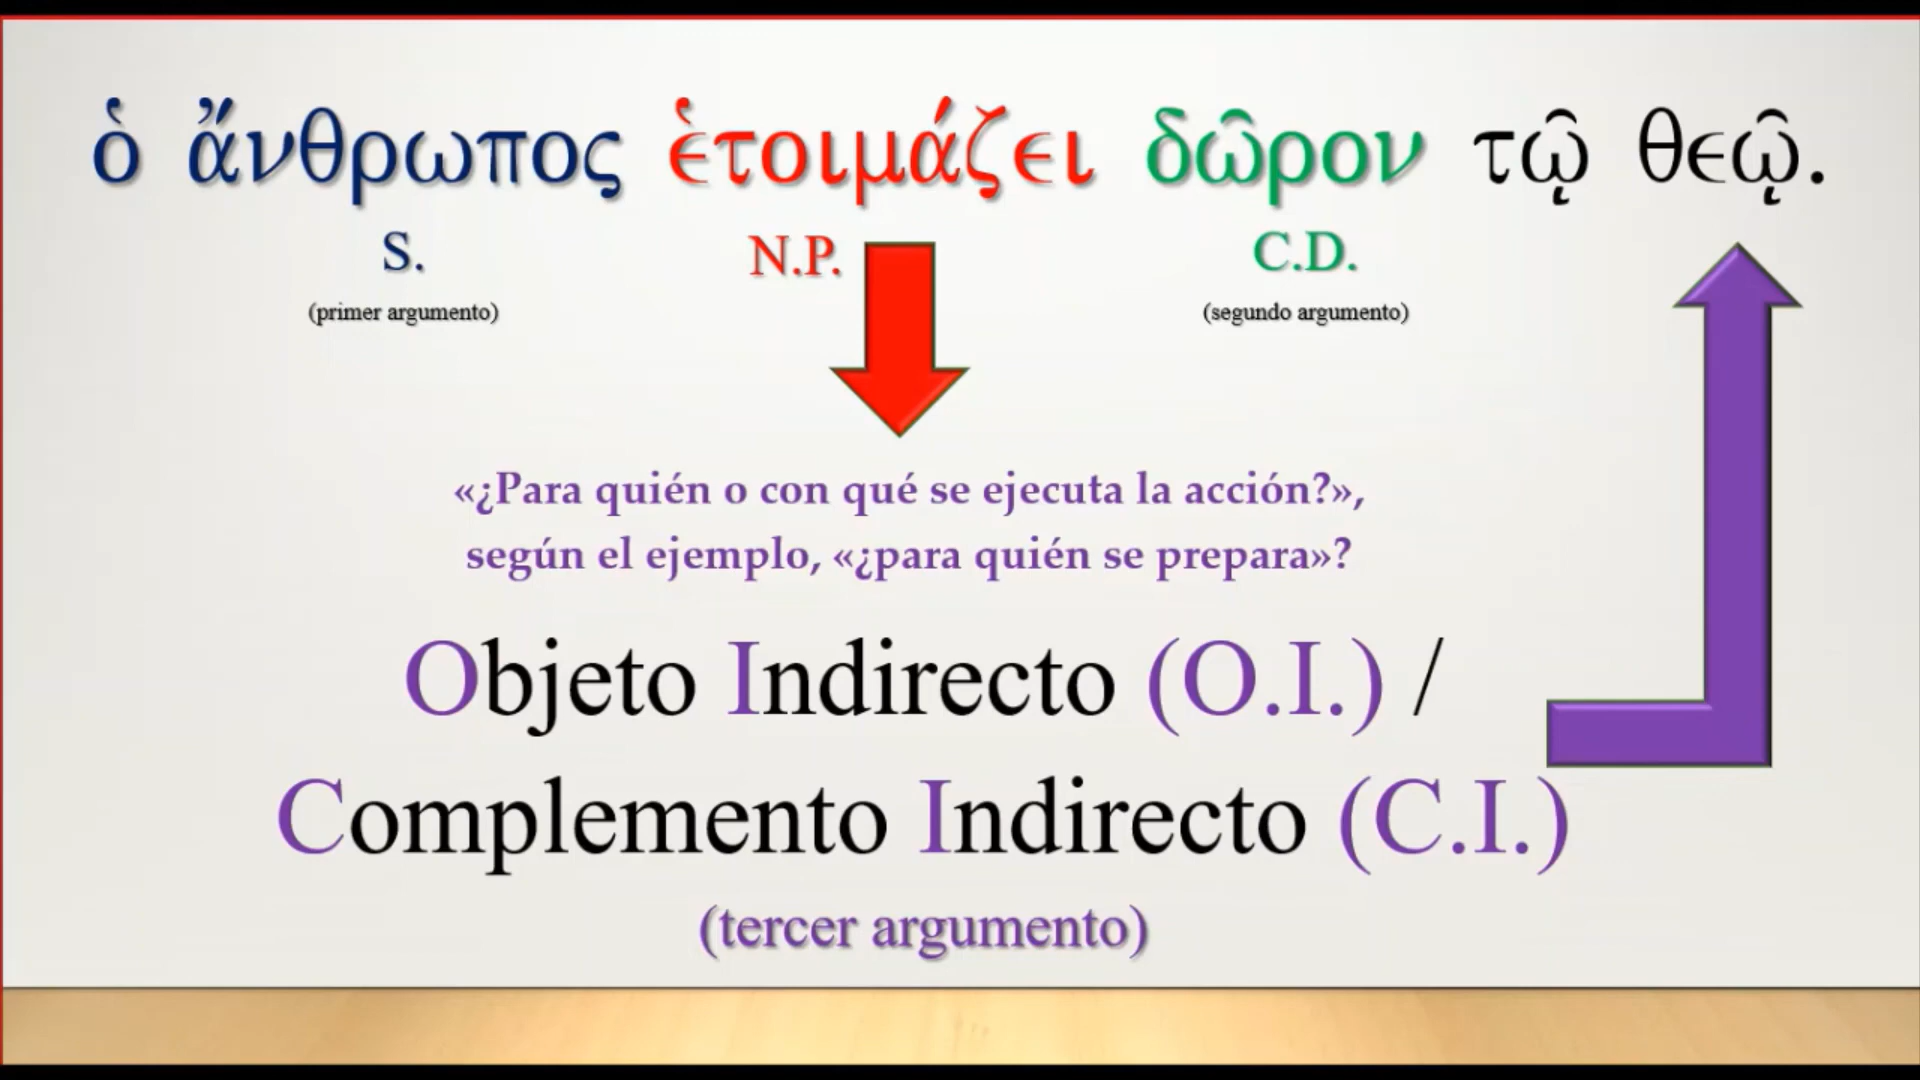 ὁ ἄνθρωπος ἑτοιμάζει δῶρον τῷ θεῷ.
S. N.P. C.D.
(primer argumento) (segundo argumento)
«¿Para quién o con qué se ejecuta la acción?»,
según el ejemplo, «¿para quién se prepara»?
Objeto Indirecto (O.I.) /
Complemento Indirecto (C.I.)
(tercer argumento)